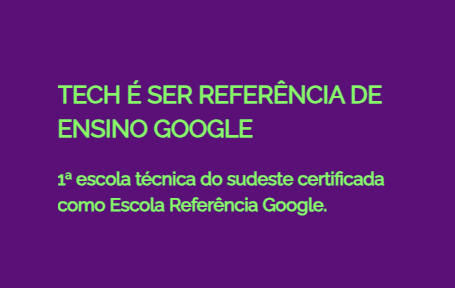 TECH É SER REFERÊNCIA DE
ENSINO GOOGLE
1ª escola técnica do sudeste certificada
como Escola Referência Google.